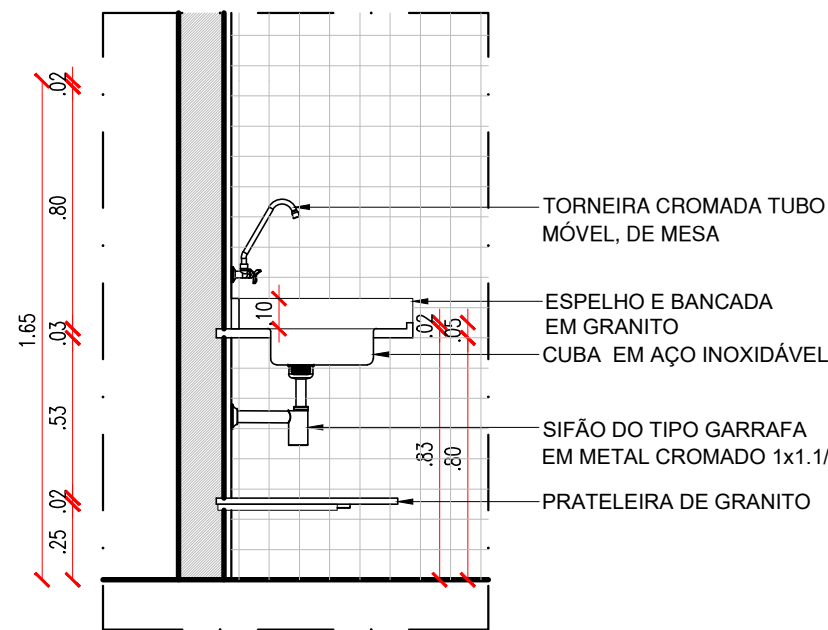 .02
.80
TORNEIRA CROMADA TUBO
MÓVEL, DE MESA
.10
ESPELHO E BANCADA
EM GRANITO
.02
.05
1.65
.03
CUBA EM AÇO INOXIDÁVEL
.53
SIFÃO DO TIPO GARRAFA
EM METAL CROMADO 1x1.1/
.83
.80
PRATELEIRA DE GRANITO
.02
.25